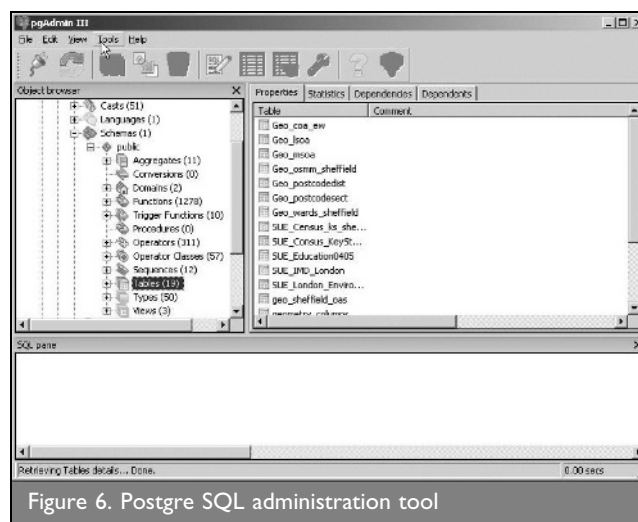 pgAdmin III
File Edit View Tools Help
Object browser
Casts (51)
Languages (1)
Schemas (1)
public
Aggregates (11)
Conversions (0)
Domains (2)
Functions (1278)
Trigger Functions (10)
Procedures (0)
Operators (311)
Operator Classes (57)
Sequences (12)
Tables (19)
Types (50)
Views (3)
Properties Statistics Dependencies Dependents
Table Comment
Geo_coa_ew
Geo_lsoa
Geo_msoa
Geo_osmm_sheffield
Geo_postcodedist
Geo_postcodesect
Geo_wards_sheffield
SUE_Census_ks_she...
SUE_Census_KeySt...
SUE_Education0405
SUE_IMD_London
SUE_London_Enviro...
geo_sheffield_oas
geometry_columns
SQL pane
Retrieving Tables details... Done.
0.00 secs
Figure 6. Postgre SQL administration tool